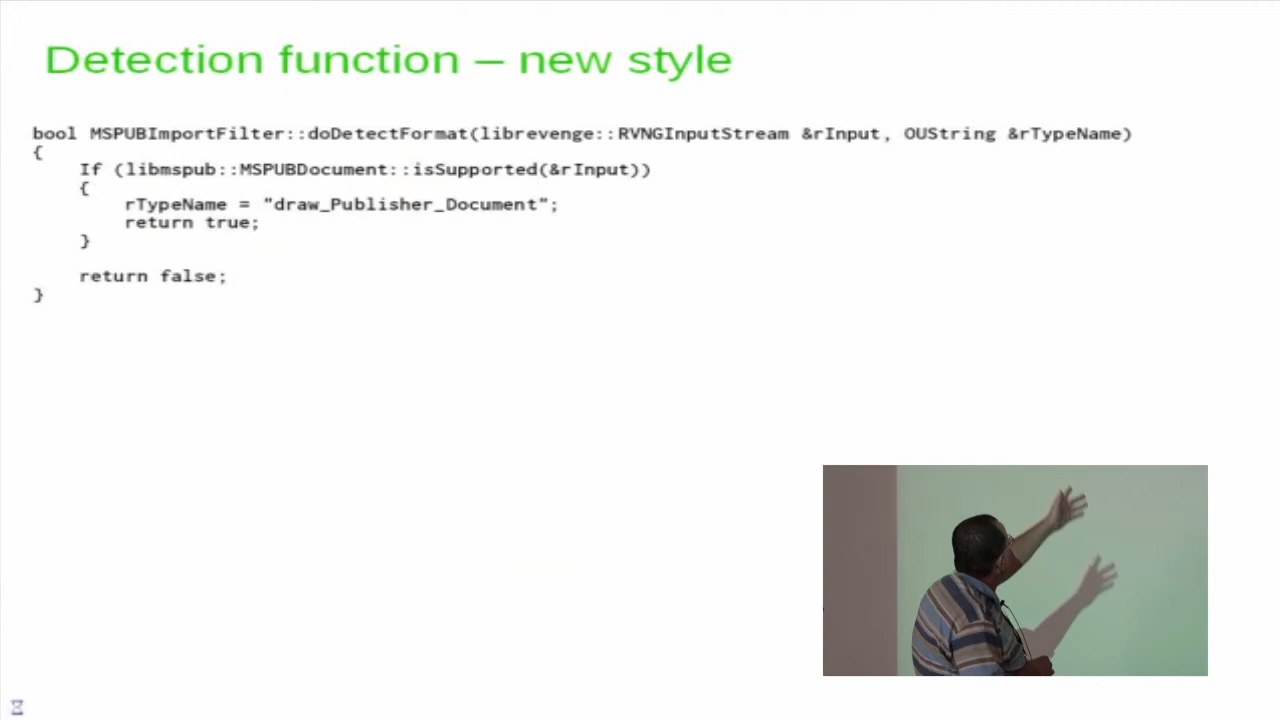 Detection function – new style
bool MSPUBImportFilter::doDetectFormat(librevenge::RVNGInputStream &rInput, OUString &rTypeName)
{
    If (libmspub::MSPUBDocument::isSupported(&rInput))
    {
        rTypeName = "draw_Publisher_Document";
        return true;
    }
    return false;
}